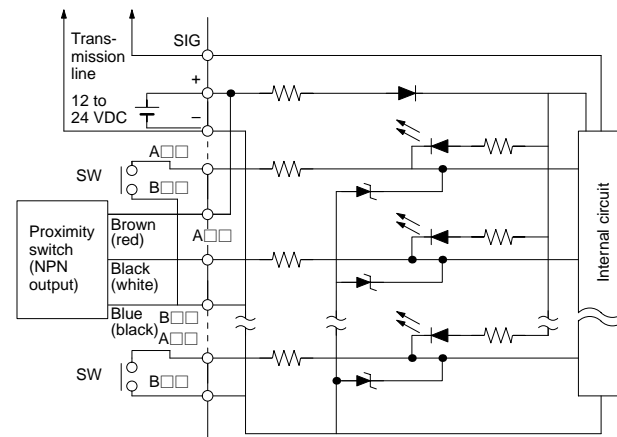 Trans-
mission
line
SIG
+
12 to
24 VDC
−
A□□
SW
B□□
Proximity
switch
(NPN
output)
Brown
(red)
A□□
Black
(white)
Blue
(black)
B□□
A□□
SW
B□□
Internal circuit